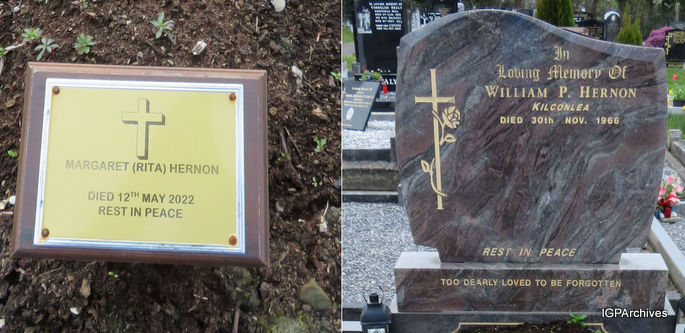 MARGARET (RITA) HERNON
DIED 12TH MAY 2022
REST IN PEACE
In
Loving Memory Of
WILLIAM P. HERNON
KILCONLEA
DIED 30th NOV. 1966
REST IN PEACE
TOO DEARLY LOVED TO BE FORGOTTEN
IGPArchives